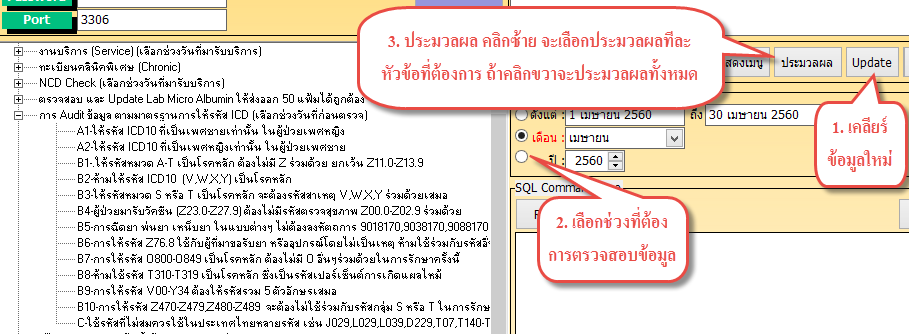 Port 3306
งานบริการ (Service) (เลือกช่วงวันที่มารับบริการ)
ทะเบียนคลินิคพิเศษ (Chronic)
NCD Check (เลือกช่วงวันที่มารับบริการ)
ตรวจสอบ และ Update Lab Micro Albumin ให้ส่งออก 50 แฟ้มได้ถูกต้อง
การ Audit ข้อมูล ตามมาตรฐานการให้รหัส ICD (เลือกช่วงวันที่ก่อนตรวจ)
A1-ให้รหัส ICD10 ที่เป็นเพศชายเท่านั้น ในผู้ป่วยเพศหญิง
A2-ให้รหัส ICD10 ที่เป็นเพศหญิงเท่านั้น ในผู้ป่วยเพศชาย
B1-ให้รหัสหมวด A-T เป็นโรคหลัก ต้องไม่มี Z ร่วมด้วย ยกเว้น Z11.0-Z13.9
B2-ห้ามให้รหัส ICD10 (V,W,X,Y) เป็นโรคหลัก
B3-ให้รหัสหมวด S หรือ T เป็นโรคหลัก จะต้องรหัสสาเหตุ V,W,X,Y ร่วมด้วยเสมอ
B4-ผู้ป่วยมารับวัคซีน (Z23.0-Z27.9) ต้องไม่มีรหัสตรวจสุขภาพ Z00.0-Z02.9 ร่วมด้วย
B5-การฉีดยา พ่นยา เหน็บยา ในแบบต่างๆ ไม่ต้องลงหัตถการ 9018170,9038170,9088170
B6-การให้รหัส Z76.8 ใช้กับผู้ที่มาขอรับยา หรืออุปกรณ์โดยไม่เป็นเหตุ ห้ามใช้ร่วมกับรหัสอื่
B7-การให้รหัส O800-O849 เป็นโรคหลัก ต้องไม่มี O อื่นๆร่วมด้วยในการรักษาครั้งนี้
B8-ห้ามใช้รหัส T310-T319 เป็นโรคหลัก ซึ่งเป็นรหัสเปอร์เซ็นต์การเกิดแผลไหม้
B9-การให้รหัส V00-Y34 ต้องให้รหัสรวม 5 ตัวอักษรเสมอ
B10-การให้รหัส Z470-Z479,Z480-Z489 จะต้องไม่ใช้ร่วมกับรหัสกลุ่ม S หรือ T ในการรักษ
C-ใช้รหัสที่ไม่สมควรใช้ในประเทศไทยหลายรหัส เช่น J029,L029,L039,D229,T07,T140-T
3. ประมวลผล คลิกซ้าย จะเลือกประมวลผลทีละ
หัวข้อที่ต้องการ ถ้าคลิกขวาจะประมวลผลทั้งหมด
สดงเมนู ประมวลผล Update
ตั้งแต่ : 1 เมษายน 2560 ถึง 30 เมษายน 2560
เดือน : เมษายน
ปี : 2560
1. เคลียร์
ข้อมูลใหม่
SQL Comm
2. เลือกช่วงที่ต้อง
การตรวจสอบข้อมูล